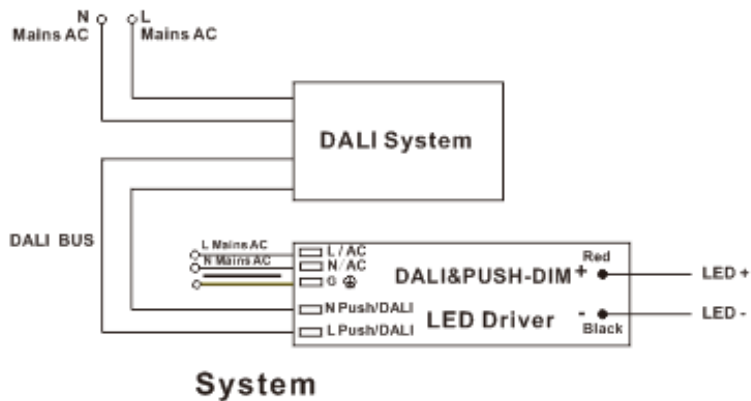 N
Mains AC
L
Mains AC
DALI System
DALI BUS
L Mains AC
N Mains AC
L/AC
N/AC
G
N Push/DALI
L Push/DALI
DALI&PUSH-DIM
LED Driver
Red
+
-
Black
LED +
LED -
System